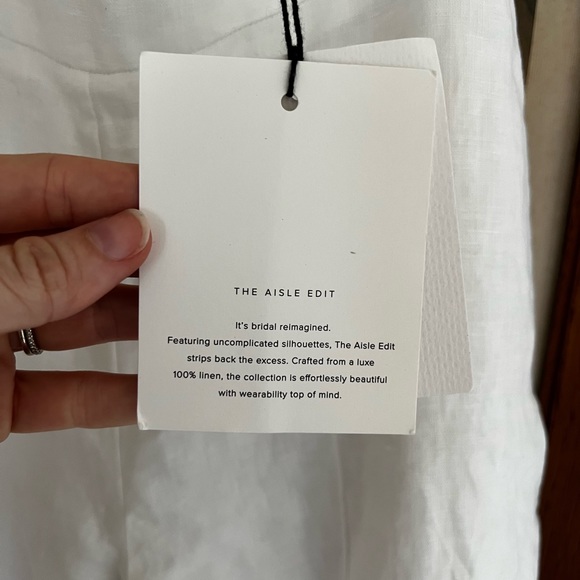 THE AISLE EDIT
It's bridal reimagined.
Featuring uncomplicated silhouettes, The Aisle Edit
strips back the excess. Crafted from a luxe
100% linen, the collection is effortlessly beautiful
with wearability top of mind.